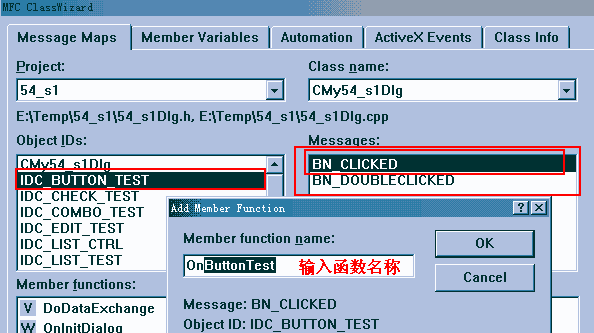 MFC ClassWizard
Message Maps Member Variables Automation ActiveX Events Class Info
Project: Class name:
54_s1 CMy54_s1Dlg
E:\Temp\54_s1\54_s1Dlg.h, E:\Temp\54_s1\54_s1Dlg.cpp
Object IDs: Messages:
CMy54_s1Dlg BN_CLICKED
IDC_BUTTON_TEST BN_DOUBLECLICKED
IDC_CHECK_TEST
IDC_COMBO_TEST
IDC_EDIT_TEST
IDC_LIST_CTRL
IDC_LIST_TEST
Add Member Function
Member function name:
OnButtonTest 输入函数名称
OK
Cancel
Message: BN_CLICKED
Object ID: IDC_BUTTON_TEST
Member functions:
V DoDataExchange
W OnInitDialog